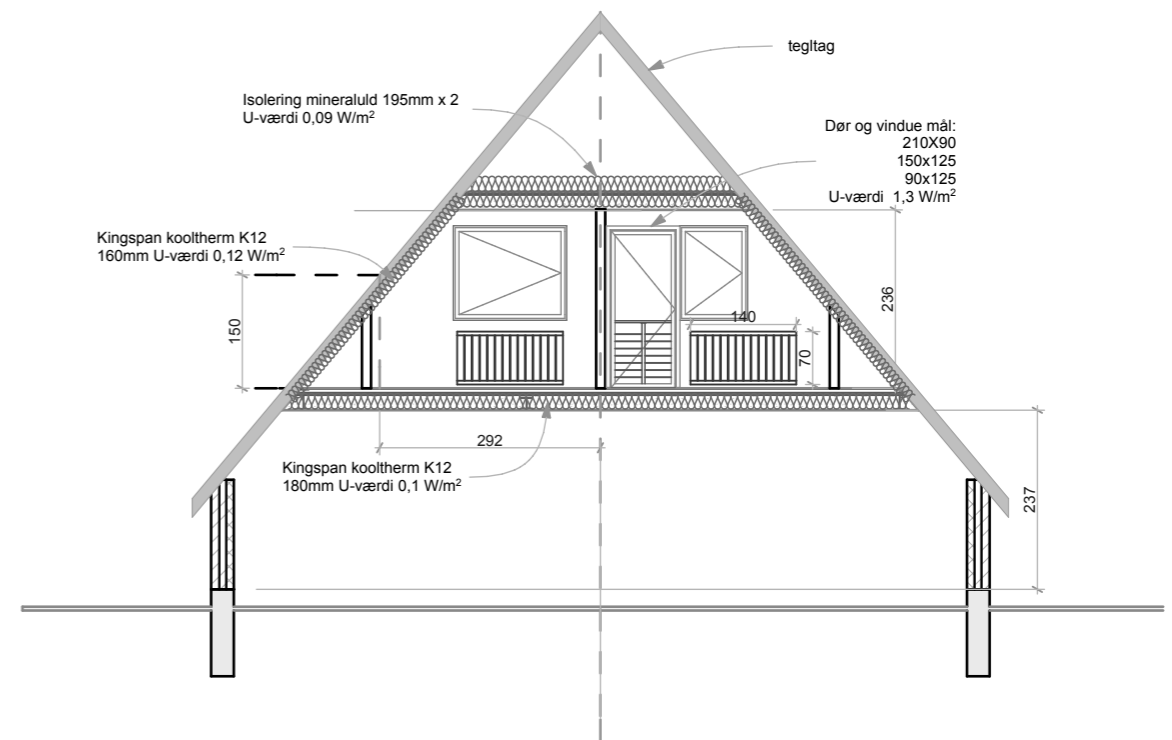 tegltag
Isolering mineraluld 195mm x 2
U-værdi 0,09 W/m²
Dør og vindue mål:
210X90
150x125
90x125
U-værdi 1,3 W/m²
Kingspan kooltherm K12
160mm U-værdi 0,12 W/m²
236
150
140
70
292
Kingspan kooltherm K12
180mm U-værdi 0,1 W/m²
237